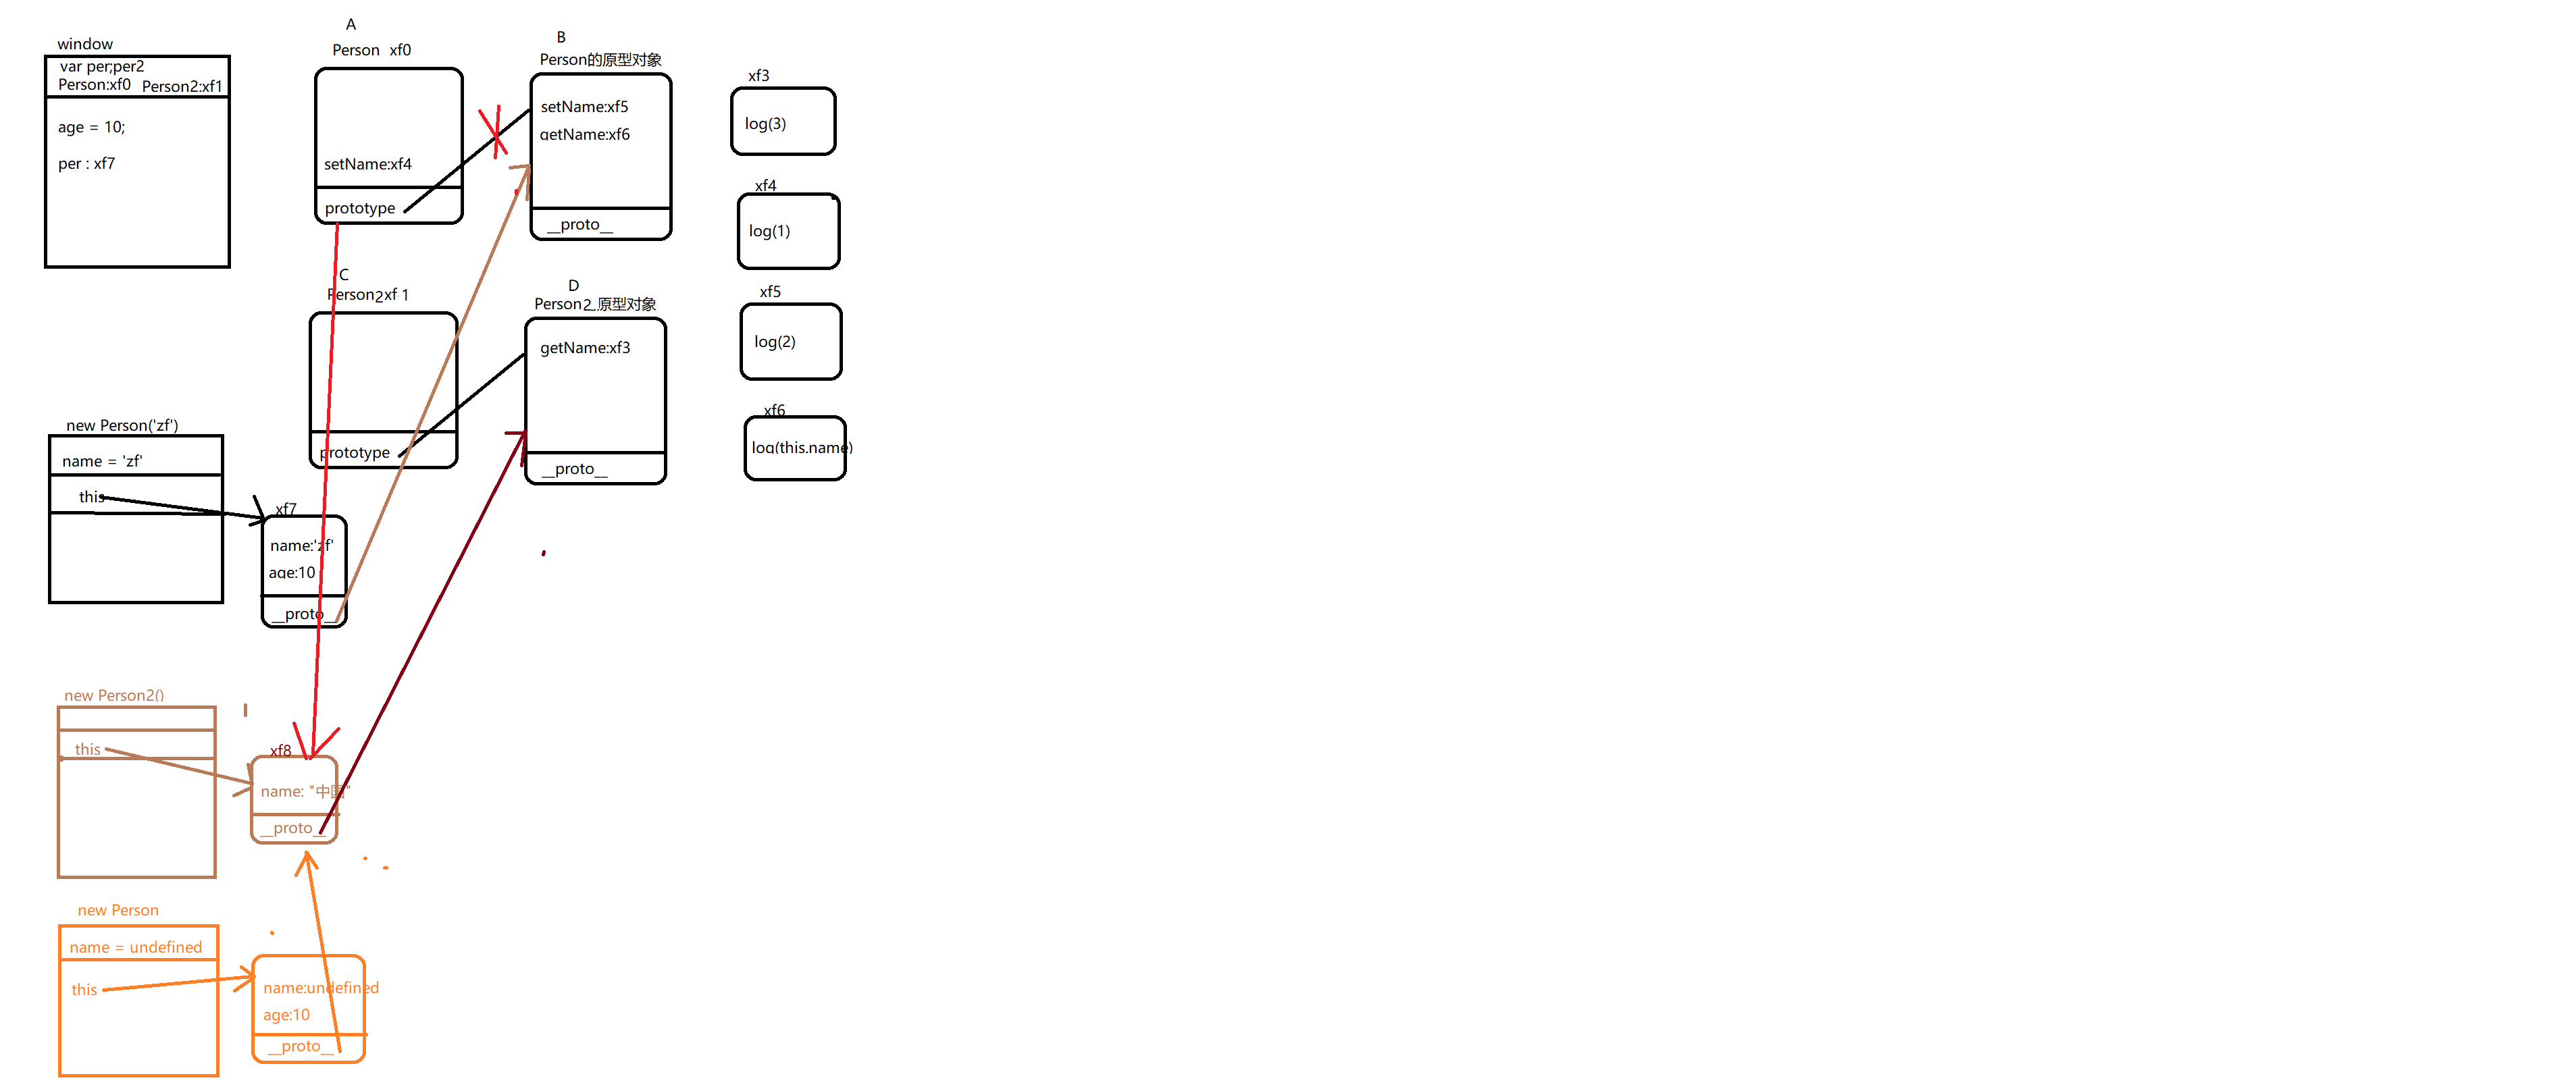 window
var per;per2
Person:xf0 Person2:xf1
age = 10;
per : xf7
A
Person xf0
setName:xf4
prototype
B
Person的原型对象
setName:xf5
getName:xf6
__proto__
xf3
log(3)
xf4
log(1)
xf5
log(2)
xf6
log(this.name)
C
Person2xf 1
prototype
D
Person2 原型对象
getName:xf3
__proto__
new Person('zf')
name = 'zf'
this
xf7
name:'zf'
age:10
__proto__
new Person2()
this
xf8
name: "中国"
__proto__
new Person
name = undefined
this
name:undefined
age:10
__proto__